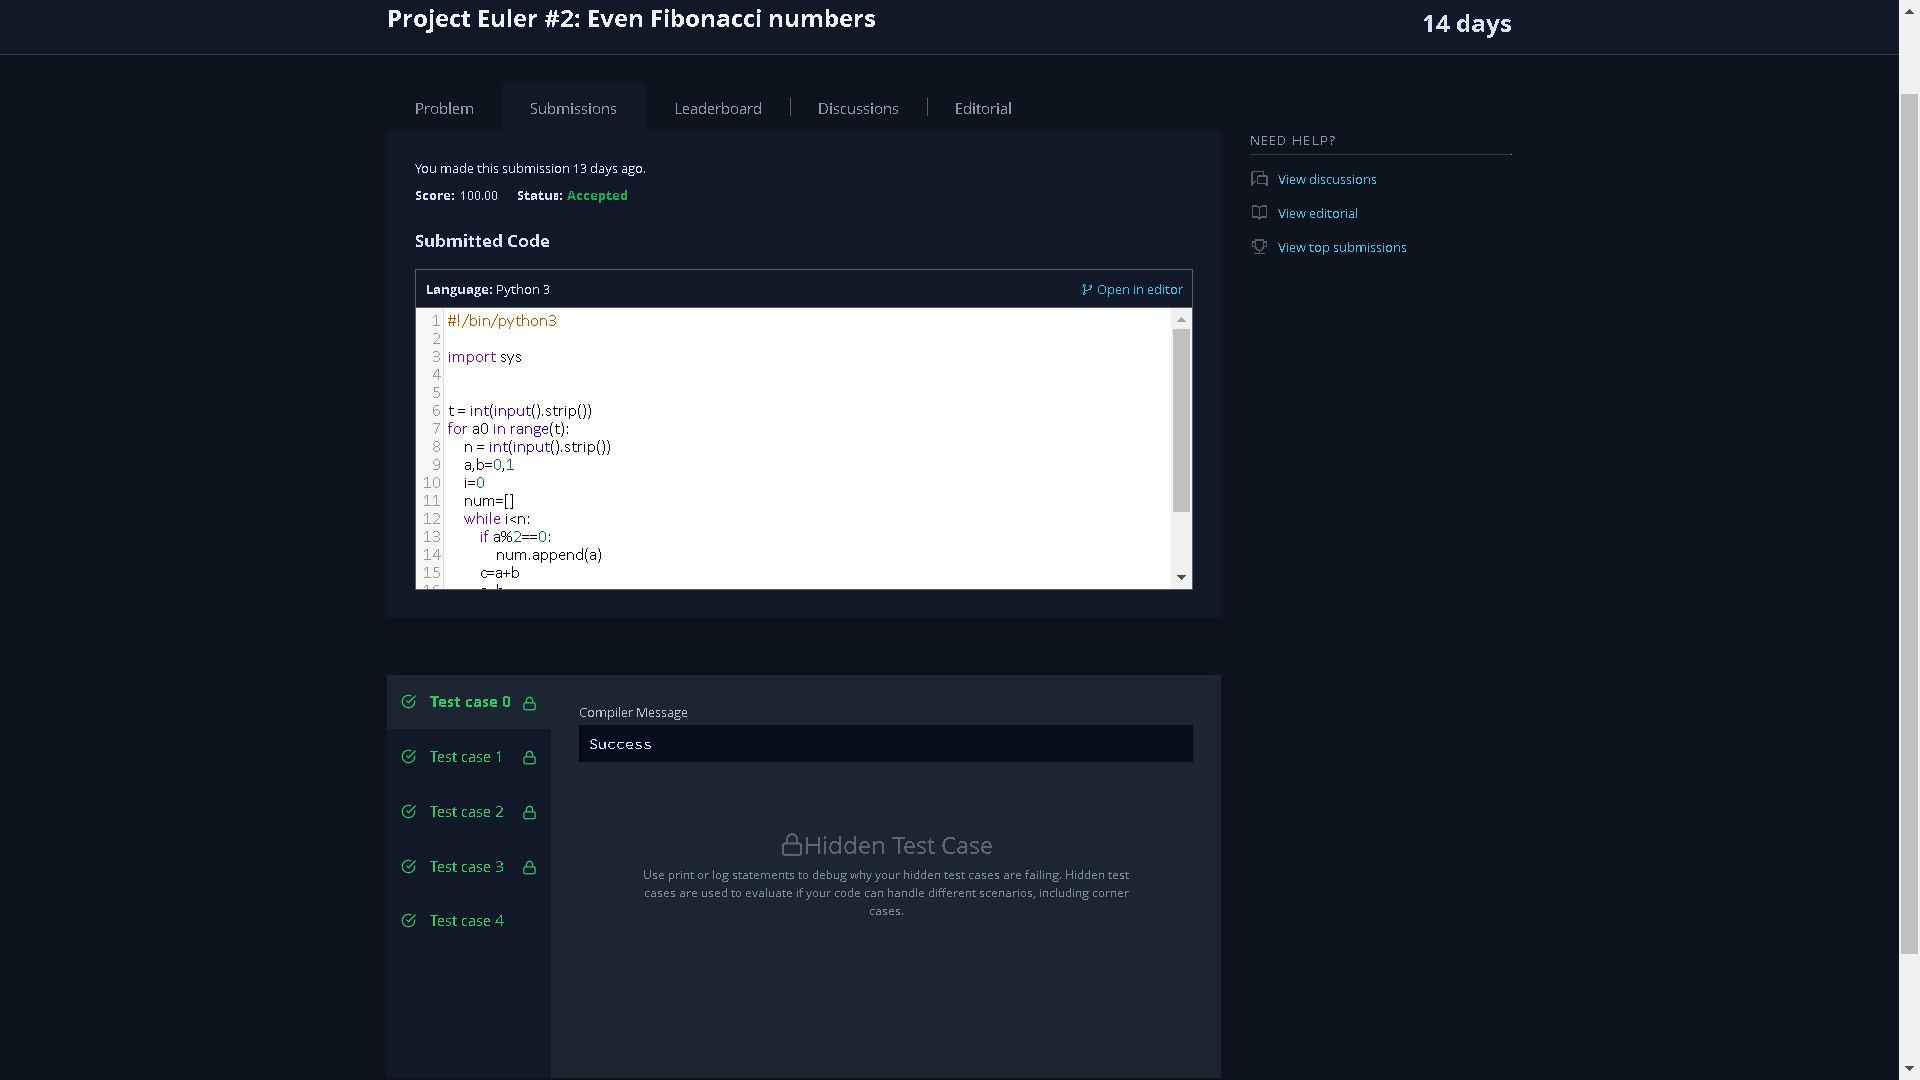 Project Euler #2: Even Fibonacci numbers
14 days
Problem
Submissions
Leaderboard
Discussions
Editorial
You made this submission 13 days ago.
Score: 100.00 Status: Accepted
Submitted Code
Language: Python 3
Open in editor
1 #!/bin/python3
2
3 import sys
4
5
6 t = int(input().strip())
7 for a0 in range(t):
8 n = int(input().strip())
9 a,b=0,1
10 i=0
11 num=[]
12 while i<n:
13 if a%2==0:
14 num.append(a)
15 c=a+b
NEED HELP?
View discussions
View editorial
View top submissions
Test case 0
Test case 1
Test case 2
Test case 3
Test case 4
Compiler Message
Success
Hidden Test Case
Use print or log statements to debug why your hidden test cases are failing. Hidden test
cases are used to evaluate if your code can handle different scenarios, including corner
cases.